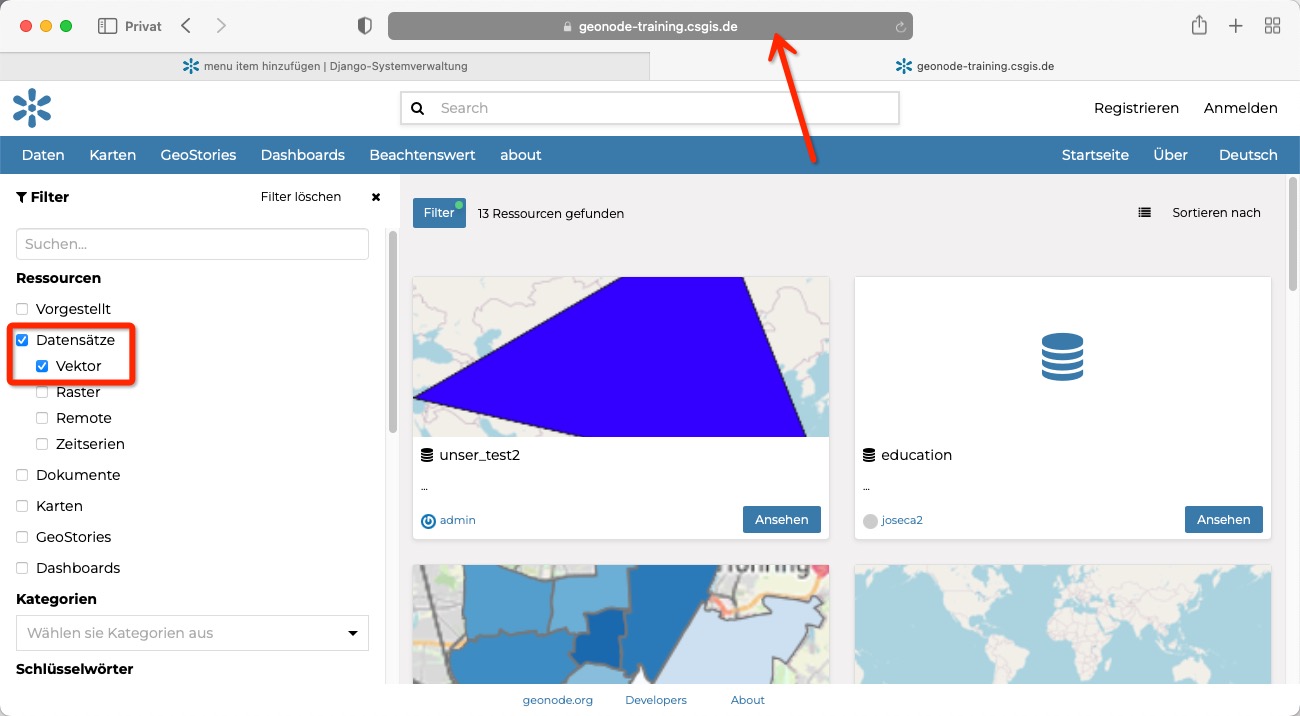 Privat
geonode-training.csgis.de
menu item hinzufügen | Django-Systemverwaltung
geonode-training.csgis.de
Search
Registrieren Anmelden
Daten Karten GeoStories Dashboards Beachtenswert about Startseite Über Deutsch
Filter Filter löschen
Suchen...
Ressourcen
Vorgestellt
Datensätze
Vektor
Raster
Remote
Zeitserien
Dokumente
Karten
GeoStories
Dashboards
Kategorien
Wählen sie Kategorien aus
Schlüsselwörter
Filter 13 Ressourcen gefunden Sortieren nach
unser_test2
...
admin Ansehen
education
...
joseca2 Ansehen
geonode.org Developers About